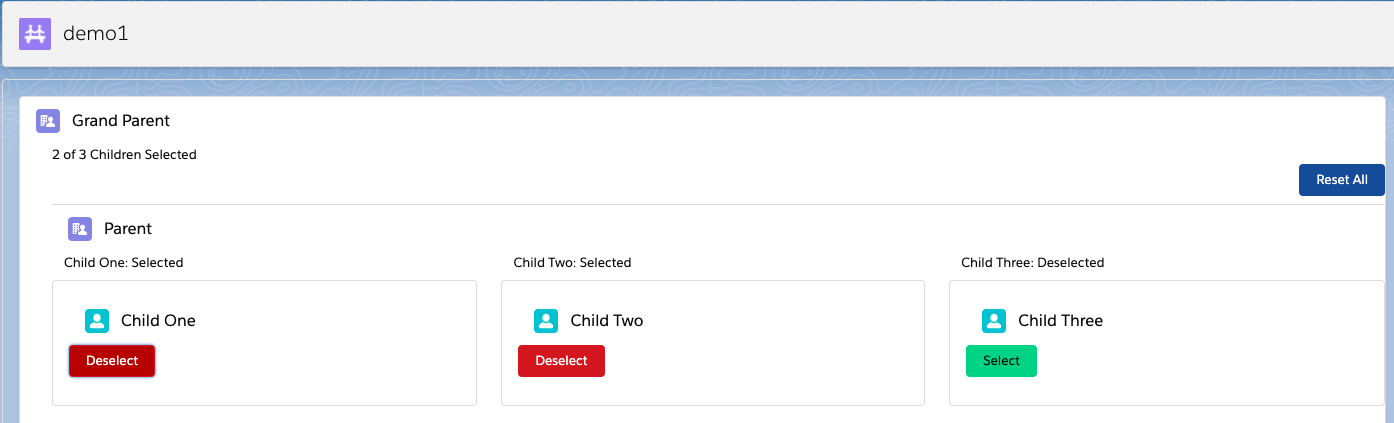 demo1
Grand Parent
2 of 3 Children Selected
Reset All
Parent
Child One: Selected
Child Two: Selected
Child Three: Deselected
Child One
Child Two
Child Three
Deselect
Deselect
Select